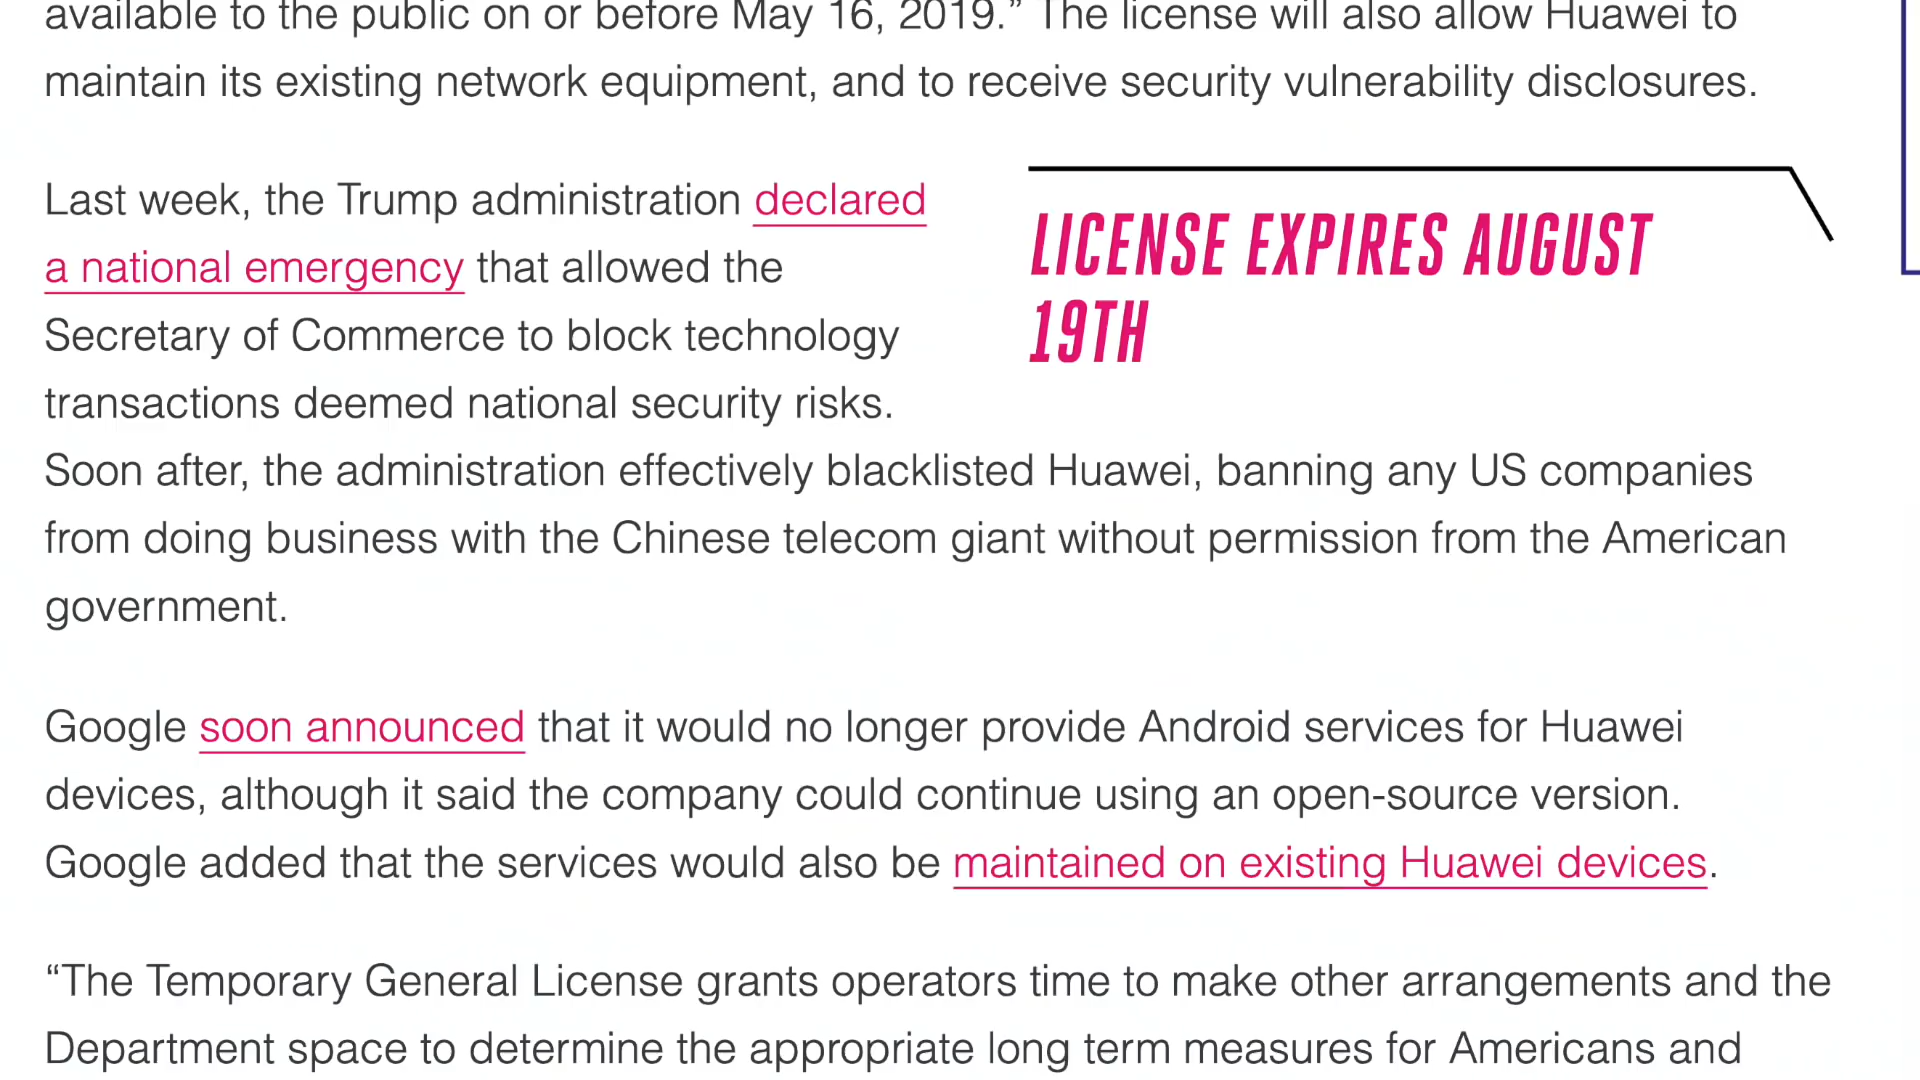 available to the public on or before May 16, 2019.” The license will also allow Huawei to
maintain its existing network equipment, and to receive security vulnerability disclosures.
Last week, the Trump administration declared
a national emergency that allowed the
Secretary of Commerce to block technology
transactions deemed national security risks.
LICENSE EXPIRES AUGUST
19TH
Soon after, the administration effectively blacklisted Huawei, banning any US companies
from doing business with the Chinese telecom giant without permission from the American
government.
Google soon announced that it would no longer provide Android services for Huawei
devices, although it said the company could continue using an open-source version.
Google added that the services would also be maintained on existing Huawei devices.
“The Temporary General License grants operators time to make other arrangements and the
Department space to determine the appropriate long term measures for Americans and